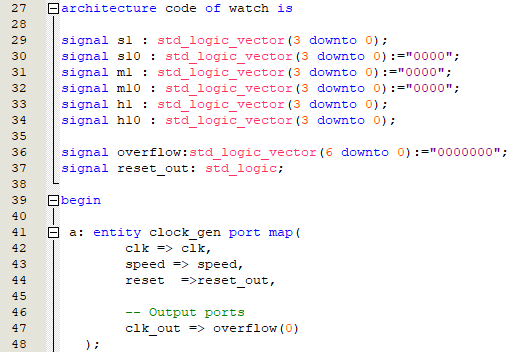 27 architecture code of watch is
28
29 signal s1 : std_logic_vector(3 downto 0);
30 signal s10 : std_logic_vector(3 downto 0):="0000";
31 signal m1 : std_logic_vector(3 downto 0):="0000";
32 signal m10 : std_logic_vector(3 downto 0):="0000";
33 signal h1 : std_logic_vector(3 downto 0);
34 signal h10 : std_logic_vector(3 downto 0);
35
36 signal overflow:std_logic_vector(6 downto 0):="0000000";
37 signal reset_out: std_logic;
38
39 begin
40
41 a: entity clock_gen port map(
42 clk => clk,
43 speed => speed,
44 reset =>reset_out,
45
46 -- Output ports
47 clk_out => overflow(0)
48 );